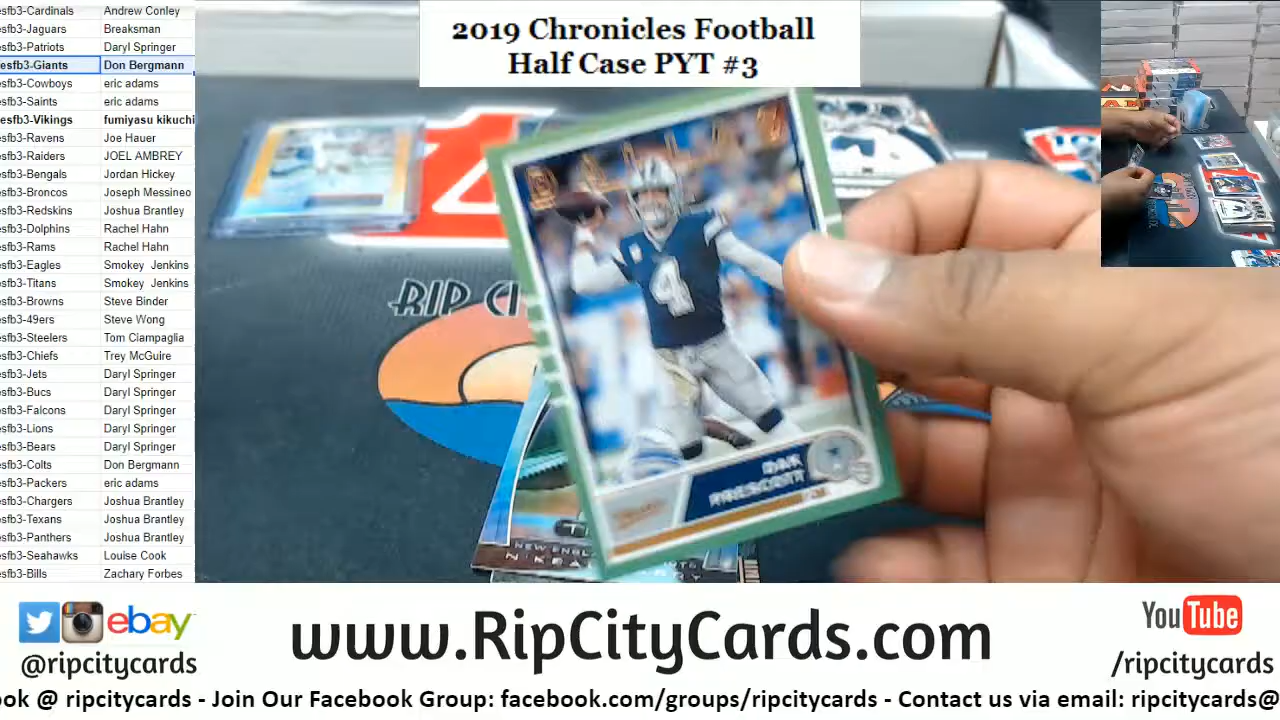 esfb3-Cardinals Andrew Conley
esfb3-Jaguars Breaksman
esfb3-Patriots Daryl Springer
esfb3-Giants Don Bergmann
esfb3-Cowboys eric adams
esfb3-Saints eric adams
esfb3-Vikings fumiyasu kikuchi
esfb3-Ravens Joe Hauer
esfb3-Raiders JOEL AMBREY
esfb3-Bengals Jordan Hickey
esfb3-Broncos Joseph Messineo
esfb3-Redskins Joshua Brantley
esfb3-Dolphins Rachel Hahn
esfb3-Rams Rachel Hahn
esfb3-Eagles Smokey Jenkins
esfb3-Titans Smokey Jenkins
esfb3-Browns Steve Binder
esfb3-49ers Steve Wong
esfb3-Steelers Tom Ciampaglia
esfb3-Chiefs Trey McGuire
esfb3-Jets Daryl Springer
esfb3-Bucs Daryl Springer
esfb3-Falcons Daryl Springer
esfb3-Lions Daryl Springer
esfb3-Bears Daryl Springer
esfb3-Colts Don Bergmann
esfb3-Packers eric adams
esfb3-Chargers Joshua Brantley
esfb3-Texans Joshua Brantley
esfb3-Panthers Joshua Brantley
esfb3-Seahawks Louise Cook
esfb3-Bills Zachary Forbes
2019 Chronicles Football
Half Case PYT #3
RIP CI
4
DAK
PRESCOTT
NEW ENGL
ebay
@ripcitycards
www.RipCityCards.com
YouTube
/ripcitycards
ook @ ripcitycards - Join Our Facebook Group: facebook.com/groups/ripcitycards - Contact us via email: ripcitycards@